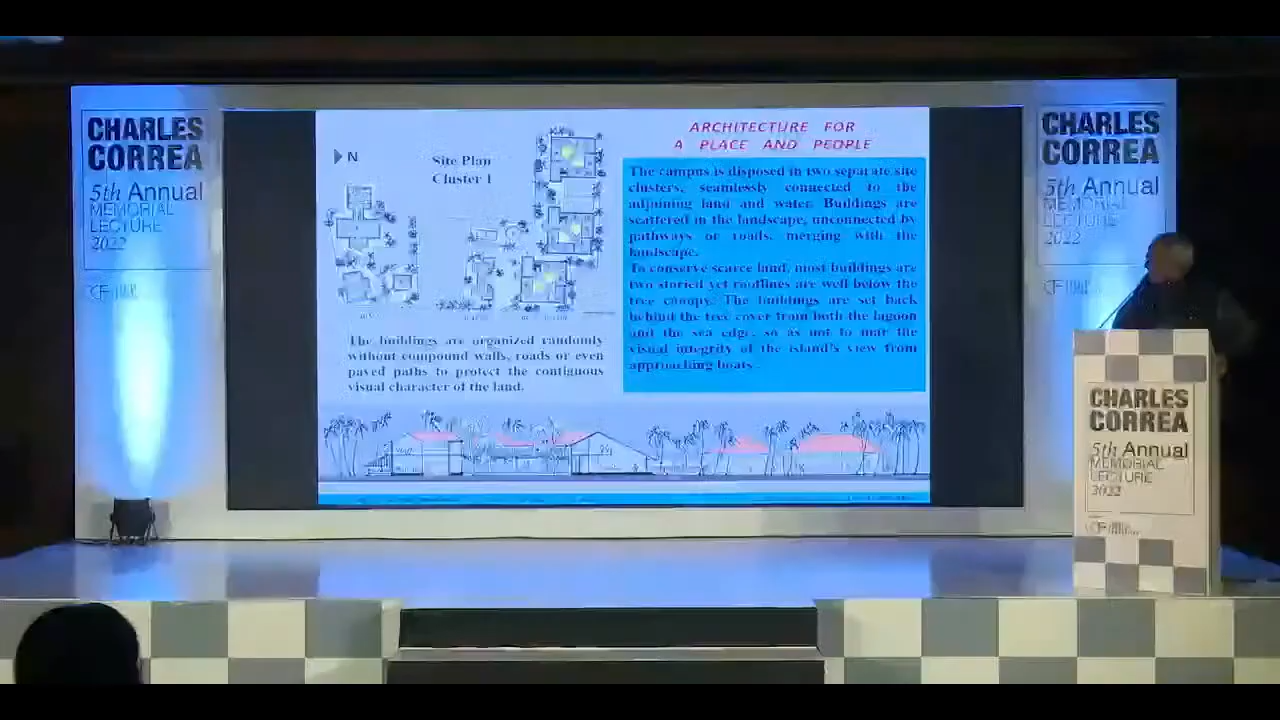 CHARLES
CORREA
5th Annual
MEMORIAL
LECTURE
2022
CF
N
Site Plan
Cluster 1
The buildings are organized randomly
without compound walls, roads or even
paved paths to protect the contiguous
visual character of the land.
ARCHITECTURE FOR
A PLACE AND PEOPLE
The campus is disposed in two separate site
clusters, seamlessly connected to the
adjoining land and water. Buildings are
scattered in the landscape, unconnected by
pathways or roads, merging with the
landscape.
To conserve scarce land, most buildings are
two storied yet rooflines are well below the
tree canopy. The buildings are set back
behind the tree cover from both the lagoon
and the sea edge, so as not to mar the
visual integrity of the island's view from
approaching boats.
CHARLES
CORREA
5th Annual
MEMORIAL
LECTURE
2022
CF
CHARLES
CORREA
5th Annual
MEMORIAL
LECTURE
2022
CF